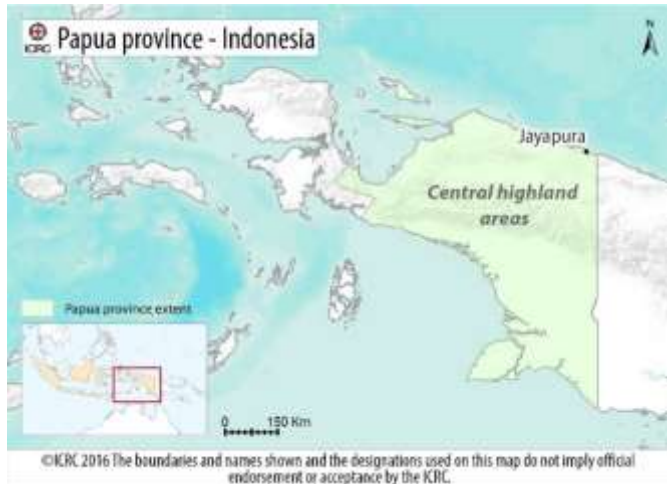 ICRC
Papua province - Indonesia
N
Jayapura
Central highland
areas
Papua province extent
0 150 Km
©ICRC 2016 The boundaries and names shown and the designations used on this map do not imply official
endorsement or acceptance by the ICRC.